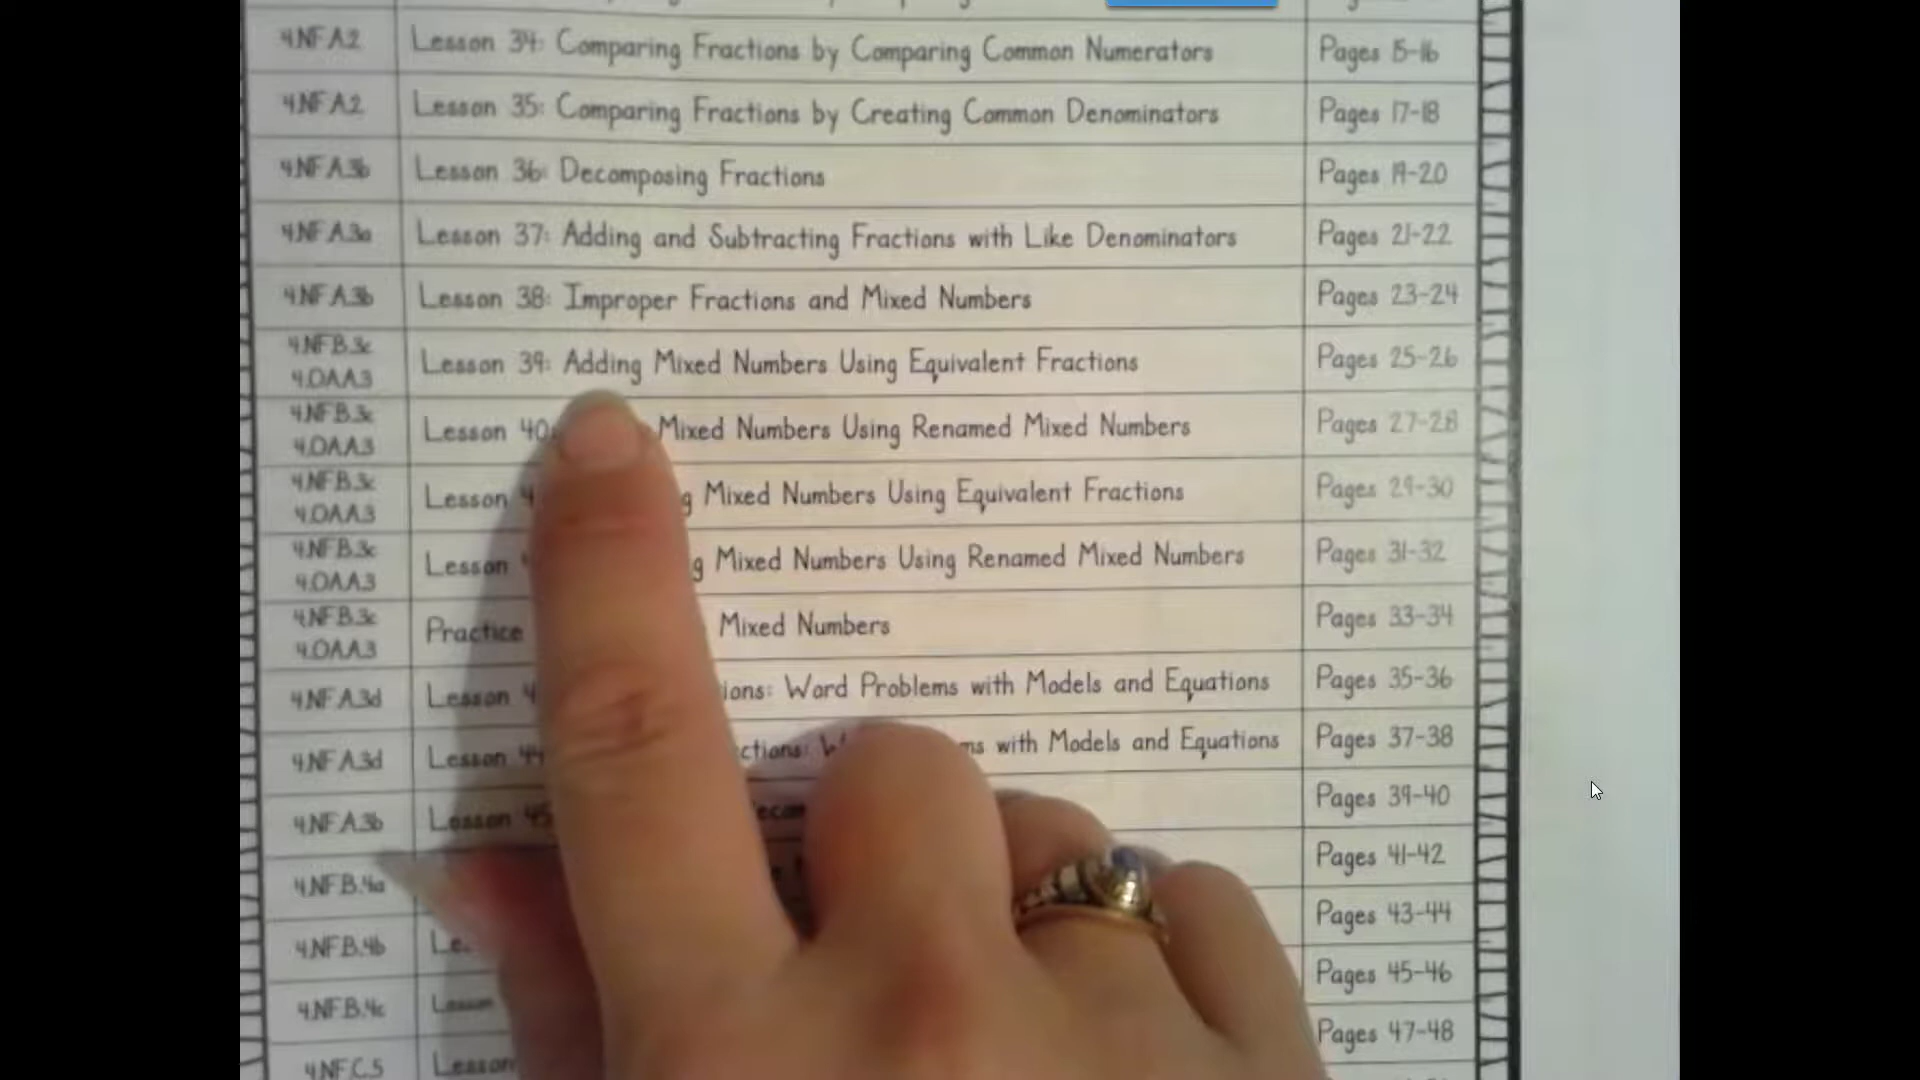 4.NF.A.2 Lesson 34: Comparing Fractions by Comparing Common Numerators Pages 15-16
4.NF.A.2 Lesson 35: Comparing Fractions by Creating Common Denominators Pages 17-18
4.NF.A.3b Lesson 36: Decomposing Fractions Pages 19-20
4.NF.A.3a Lesson 37: Adding and Subtracting Fractions with Like Denominators Pages 21-22
4.NF.A.3b Lesson 38: Improper Fractions and Mixed Numbers Pages 23-24
4.NF.B.3c
4.OA.A.3 Lesson 39: Adding Mixed Numbers Using Equivalent Fractions Pages 25-26
4.NF.B.3c
4.OA.A.3 Lesson 40: Mixed Numbers Using Renamed Mixed Numbers Pages 27-28
4.NF.B.3c
4.OA.A.3 Lesson Mixed Numbers Using Equivalent Fractions Pages 29-30
4.NF.B.3c
4.OA.A.3 Lesson Mixed Numbers Using Renamed Mixed Numbers Pages 31-32
4.NF.B.3c
4.OA.A.3 Practice Mixed Numbers Pages 33-34
4.NF.A.3d Lesson Word Problems with Models and Equations Pages 35-36
4.NF.A.3d Lesson 44 with Models and Equations Pages 37-38
4.NF.A.3b Lesson 45 Pages 39-40
4.NF.B.4a Pages 41-42
4.NF.B.4b Pages 43-44
4.NF.B.4c Lesson Pages 45-46
4.NF.C.5 Lesson Pages 47-48